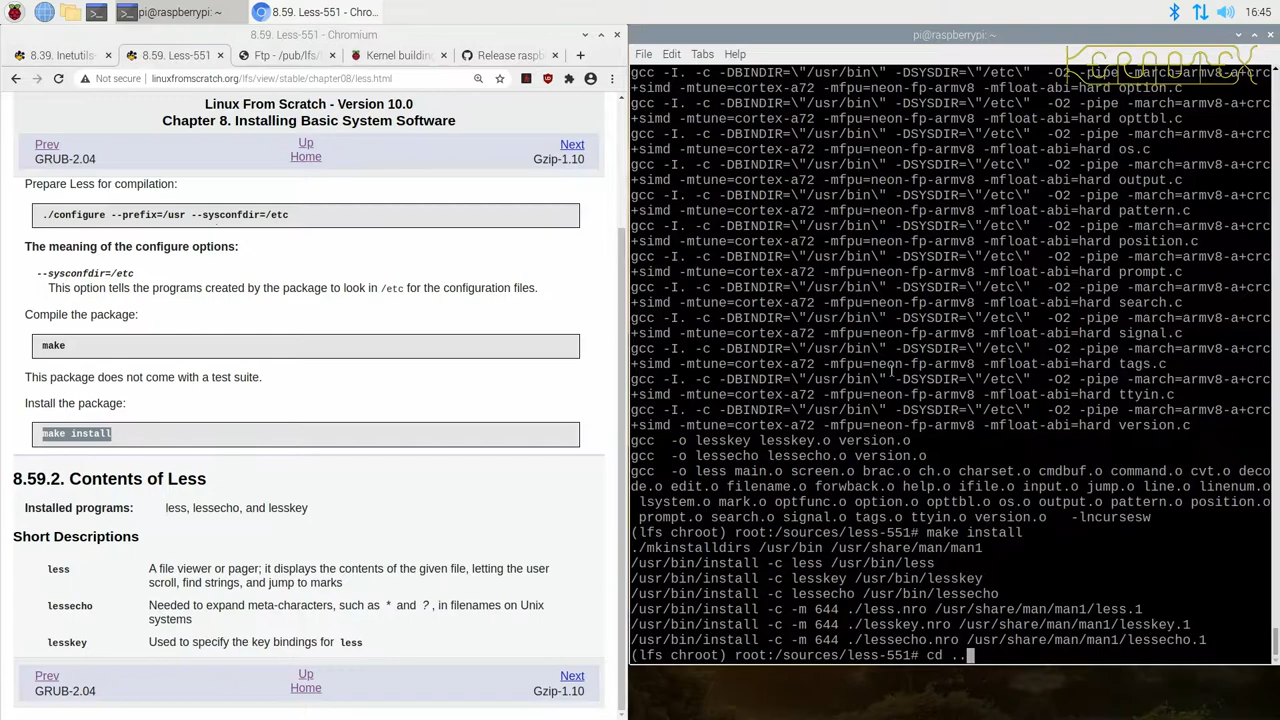 pi@raspberrypi: ~
8.59. Less-551 - Chro...
16:45
8.59. Less-551 - Chromium
8.39. Inetutils-
8.59. Less-551
Ftp - /pub/lfs/
Kernel building
Release raspb
Not secure | linuxfromscratch.org/lfs/view/stable/chapter08/less.html
Linux From Scratch - Version 10.0
Chapter 8. Installing Basic System Software
Prev Up Next
GRUB-2.04 Home Gzip-1.10
Prepare Less for compilation:
./configure --prefix=/usr --sysconfdir=/etc
The meaning of the configure options:
--sysconfdir=/etc
This option tells the programs created by the package to look in /etc for the configuration files.
Compile the package:
make
This package does not come with a test suite.
Install the package:
make install
8.59.2. Contents of Less
Installed programs: less, lessecho, and lesskey
Short Descriptions
less A file viewer or pager; it displays the contents of the given file, letting the user
scroll, find strings, and jump to marks
lessecho Needed to expand meta-characters, such as * and ?, in filenames on Unix
systems
lesskey Used to specify the key bindings for less
Prev Up Next
GRUB-2.04 Home Gzip-1.10
pi@raspberrypi: ~
File Edit Tabs Help
gcc -I. -c -DBINDIR=\"/usr/bin\" -DSYSDIR=\"/etc\"  -O2 -pipe -march=armv8-a+crc
+simd -mtune=cortex-a72 -mfpu=neon-fp-armv8 -mfloat-abi=hard option.c
gcc -I. -c -DBINDIR=\"/usr/bin\" -DSYSDIR=\"/etc\"  -O2 -pipe -march=armv8-a+crc
+simd -mtune=cortex-a72 -mfpu=neon-fp-armv8 -mfloat-abi=hard opttbl.c
gcc -I. -c -DBINDIR=\"/usr/bin\" -DSYSDIR=\"/etc\"  -O2 -pipe -march=armv8-a+crc
+simd -mtune=cortex-a72 -mfpu=neon-fp-armv8 -mfloat-abi=hard os.c
gcc -I. -c -DBINDIR=\"/usr/bin\" -DSYSDIR=\"/etc\"  -O2 -pipe -march=armv8-a+crc
+simd -mtune=cortex-a72 -mfpu=neon-fp-armv8 -mfloat-abi=hard output.c
gcc -I. -c -DBINDIR=\"/usr/bin\" -DSYSDIR=\"/etc\"  -O2 -pipe -march=armv8-a+crc
+simd -mtune=cortex-a72 -mfpu=neon-fp-armv8 -mfloat-abi=hard pattern.c
gcc -I. -c -DBINDIR=\"/usr/bin\" -DSYSDIR=\"/etc\"  -O2 -pipe -march=armv8-a+crc
+simd -mtune=cortex-a72 -mfpu=neon-fp-armv8 -mfloat-abi=hard position.c
gcc -I. -c -DBINDIR=\"/usr/bin\" -DSYSDIR=\"/etc\"  -O2 -pipe -march=armv8-a+crc
+simd -mtune=cortex-a72 -mfpu=neon-fp-armv8 -mfloat-abi=hard prompt.c
gcc -I. -c -DBINDIR=\"/usr/bin\" -DSYSDIR=\"/etc\"  -O2 -pipe -march=armv8-a+crc
+simd -mtune=cortex-a72 -mfpu=neon-fp-armv8 -mfloat-abi=hard search.c
gcc -I. -c -DBINDIR=\"/usr/bin\" -DSYSDIR=\"/etc\"  -O2 -pipe -march=armv8-a+crc
+simd -mtune=cortex-a72 -mfpu=neon-fp-armv8 -mfloat-abi=hard signal.c
gcc -I. -c -DBINDIR=\"/usr/bin\" -DSYSDIR=\"/etc\"  -O2 -pipe -march=armv8-a+crc
+simd -mtune=cortex-a72 -mfpu=neon-fp-armv8 -mfloat-abi=hard tags.c
gcc -I. -c -DBINDIR=\"/usr/bin\" -DSYSDIR=\"/etc\"  -O2 -pipe -march=armv8-a+crc
+simd -mtune=cortex-a72 -mfpu=neon-fp-armv8 -mfloat-abi=hard ttyin.c
gcc -I. -c -DBINDIR=\"/usr/bin\" -DSYSDIR=\"/etc\"  -O2 -pipe -march=armv8-a+crc
+simd -mtune=cortex-a72 -mfpu=neon-fp-armv8 -mfloat-abi=hard version.c
gcc  -o lesskey lesskey.o version.o
gcc  -o lessecho lessecho.o version.o
gcc  -o less main.o screen.o brac.o ch.o charset.o cmdbuf.o command.o cvt.o deco
de.o edit.o filename.o forwback.o help.o ifile.o input.o jump.o line.o linenum.o
lsystem.o mark.o optfunc.o option.o opttbl.o os.o output.o pattern.o position.o
prompt.o search.o signal.o tags.o ttyin.o version.o   -lncursesw
(lfs chroot) root:/sources/less-551# make install
./mkinstalldirs /usr/bin /usr/share/man/man1
/usr/bin/install -c less /usr/bin/less
/usr/bin/install -c lesskey /usr/bin/lesskey
/usr/bin/install -c lessecho /usr/bin/lessecho
/usr/bin/install -c -m 644 ./less.nro /usr/share/man/man1/less.1
/usr/bin/install -c -m 644 ./lesskey.nro /usr/share/man/man1/lesskey.1
/usr/bin/install -c -m 644 ./lessecho.nro /usr/share/man/man1/lessecho.1
(lfs chroot) root:/sources/less-551# cd ..